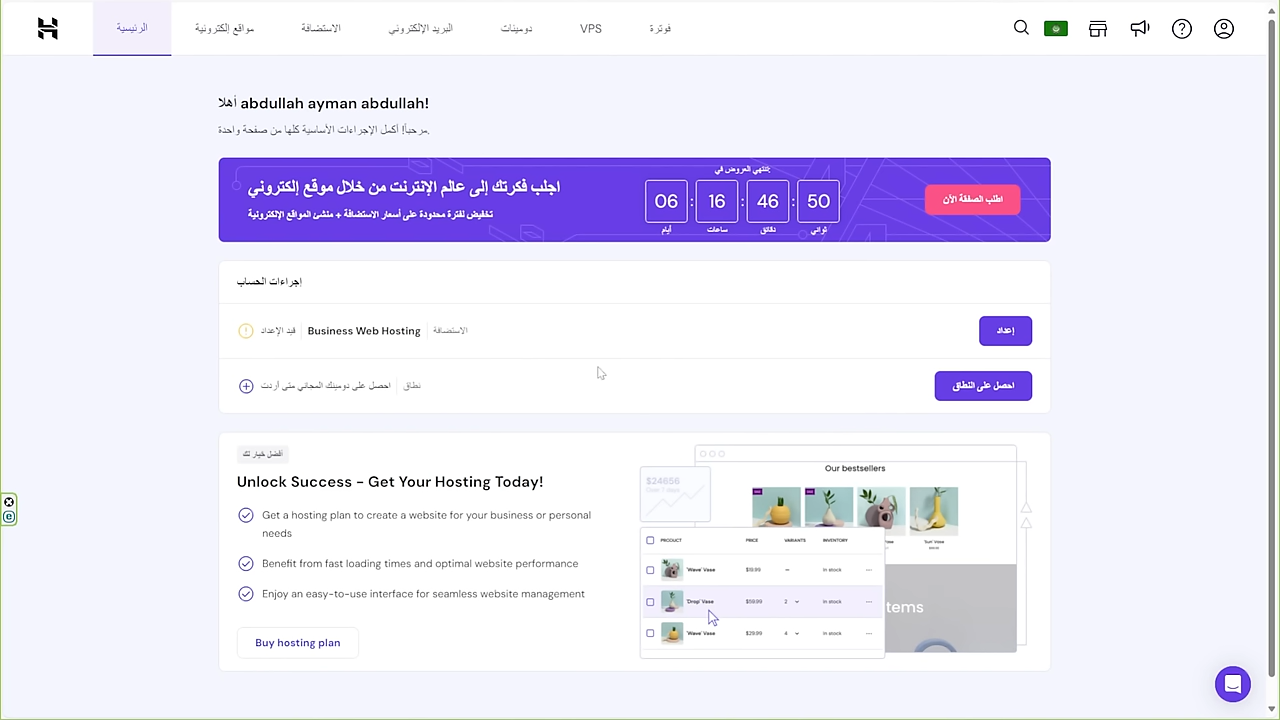 الرئيسية
مواقع إلكترونية
الاستضافة
البريد الإلكتروني
دومينات
VPS
فوترة
أهلا abdullah ayman abdullah!
مرحباً! أكمل الإجراءات الأساسية كلها من صفحة واحدة.
اجلب فكرتك إلى عالم الإنترنت من خلال موقع إلكتروني
تخفيض لفترة محدودة على أسعار الاستضافة + منشئ المواقع الإلكترونية
تنتهي العروض في:
06 : 16 : 46 : 50
أيام ساعات دقائق ثواني
اطلب الصفقة الآن
إجراءات الحساب
قيد الإعداد Business Web Hosting الاستضافة
إعداد
احصل على دومينك المجاني متى أردت نطاق
احصل على النطاق
أفضل خيار لك
Unlock Success - Get Your Hosting Today!
Get a hosting plan to create a website for your business or personal
needs
Benefit from fast loading times and optimal website performance
Enjoy an easy-to-use interface for seamless website management
Buy hosting plan
$24656
Our bestsellers
PRODUCT PRICE VARIANTS INVENTORY
'Wave' Vase $19.99 – In stock
'Drop' Vase $59.99 2 In stock
'Wave' Vase $29.99 4 In stock
'Sun' Vase
tems